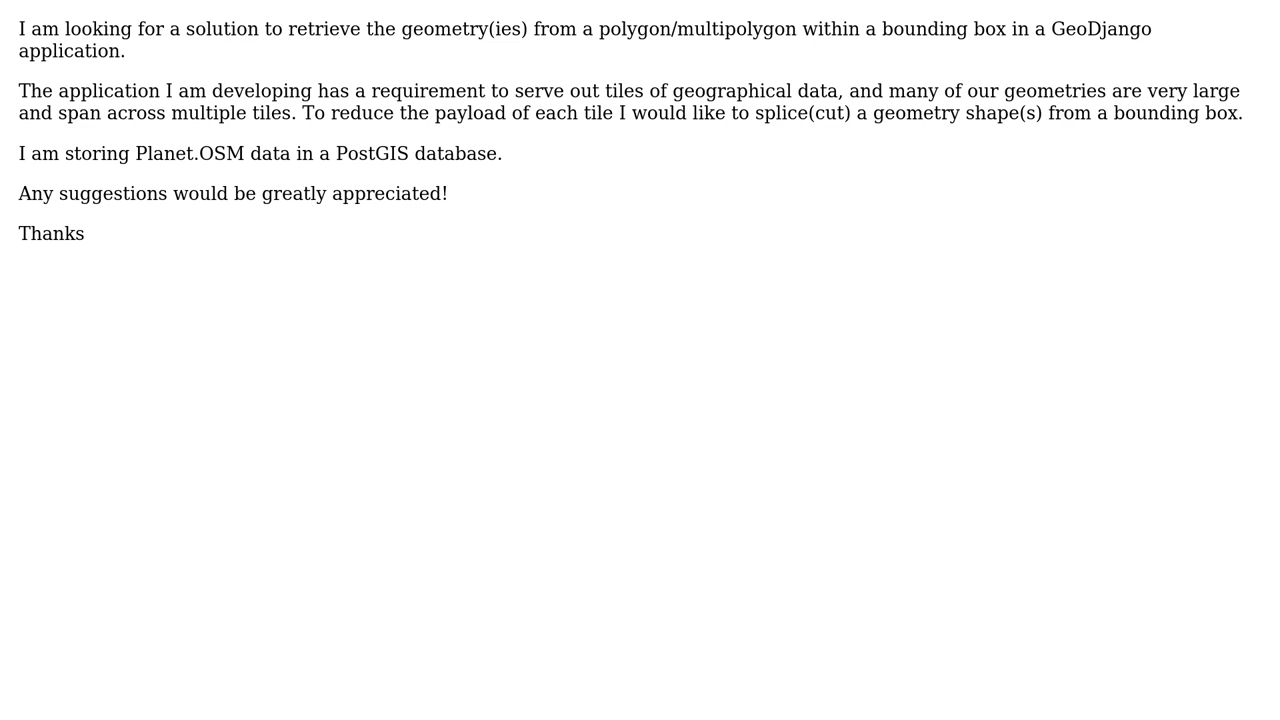 I am looking for a solution to retrieve the geometry(ies) from a polygon/multipolygon within a bounding box in a GeoDjango
application.
The application I am developing has a requirement to serve out tiles of geographical data, and many of our geometries are very large
and span across multiple tiles. To reduce the payload of each tile I would like to splice(cut) a geometry shape(s) from a bounding box.
I am storing Planet.OSM data in a PostGIS database.
Any suggestions would be greatly appreciated!
Thanks